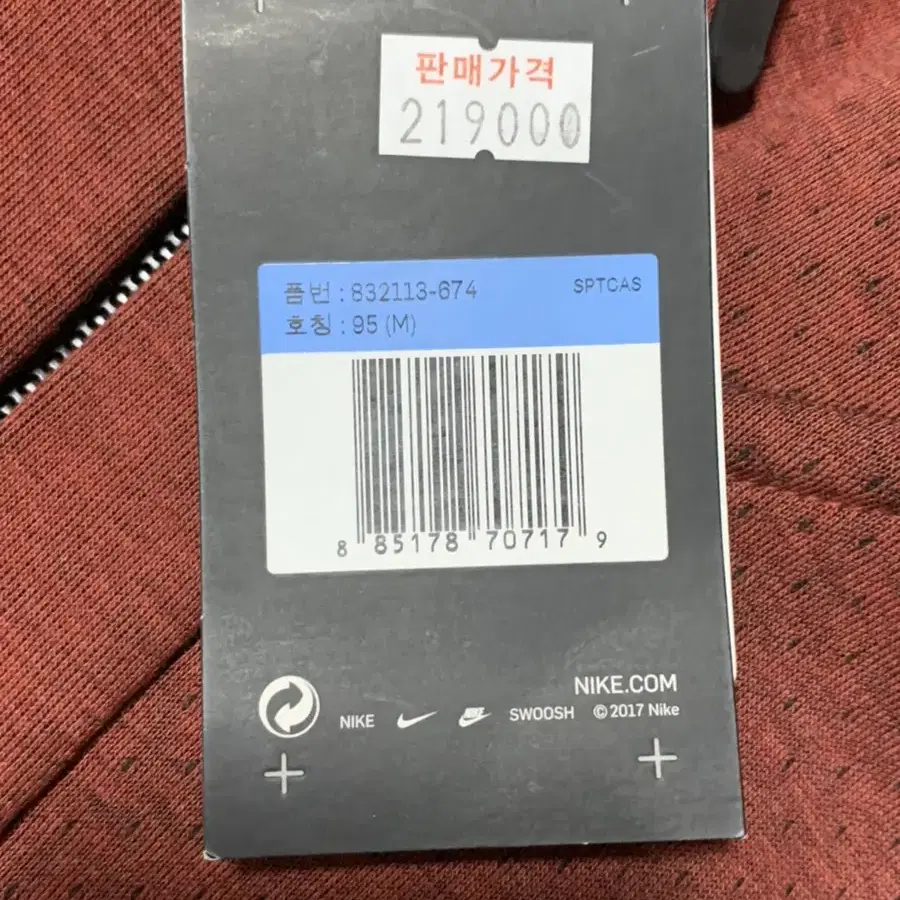 판매가격
219000
품번 : 832113-674 SPTCAS
호칭 : 95 (M)
8 85178 70717 9
NIKE.COM
NIKE SWOOSH © 2017 Nike